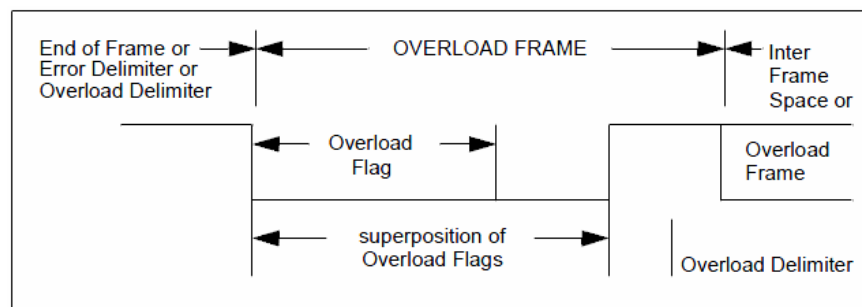 End of Frame or
Error Delimiter or
Overload Delimiter
OVERLOAD FRAME
Inter
Frame
Space or
Overload
Flag
Overload
Frame
superposition of
Overload Flags
Overload Delimiter